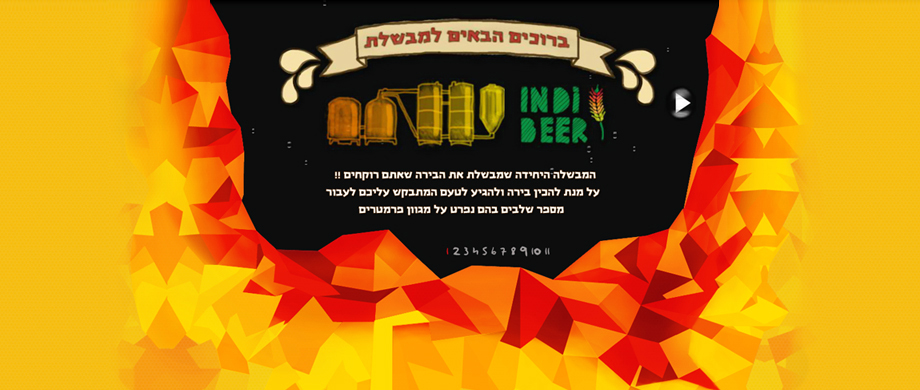 ברוכים הבאים למבשלת
INDI
BEER
המבשלה היחידה שמבשלת את הבירה שאתם רוקחים !!
על מנת להכין בירה ולהגיע לטעם המתבקש עליכם לעבור
מספר שלבים בהם נפרט על מגוון פרמטרים
1 2 3 4 5 6 7 8 9 10 11